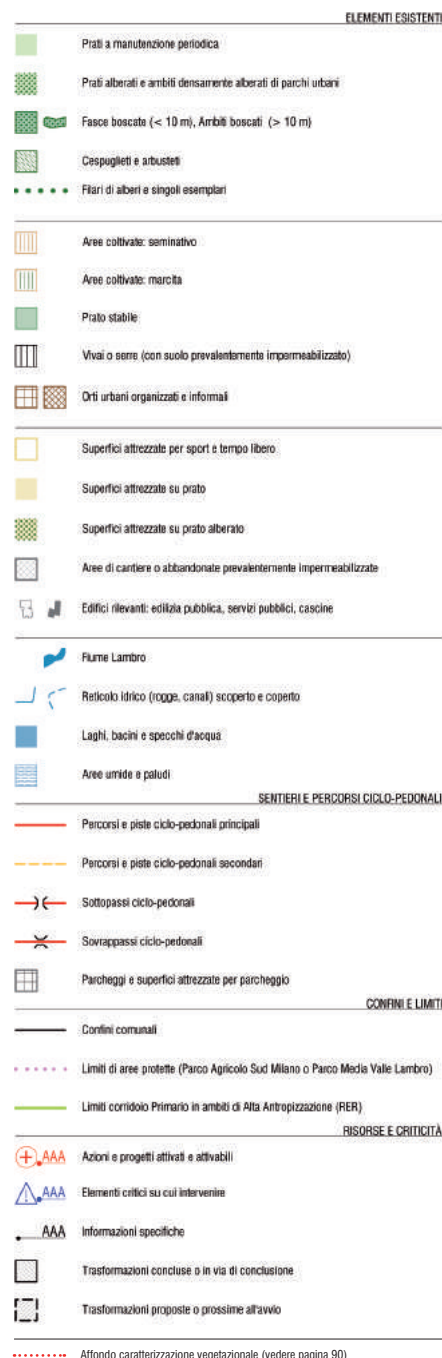 ELEMENTI ESISTENTI
Prati a manutenzione periodica
Prati alberati e ambiti densamente alberati di parchi urbani
Fasce boscate (< 10 m), Ambiti boscati (> 10 m)
Cespuglieti e arbusteti
Filari di alberi e singoli esemplari
Aree coltivate: seminativo
Aree coltivate: marcita
Prato stabile
Vivai o serre (con suolo prevalentemente impermeabilizzato)
Orti urbani organizzati e informali
Superfici attrezzate per sport e tempo libero
Superfici attrezzate su prato
Superfici attrezzate su prato alberato
Aree di cantiere o abbandonate prevalentemente impermeabilizzate
Edifici rilevanti: edilizia pubblica, servizi pubblici, cascine
Fiume Lambro
Reticolo idrico (rogge, canali) scoperto e coperto
Laghi, bacini e specchi d'acqua
Aree umide e paludi
SENTIERI E PERCORSI CICLO-PEDONALI
Percorsi e piste ciclo-pedonali principali
Percorsi e piste ciclo-pedonali secondari
Sottopassi ciclo-pedonali
Sovrappassi ciclo-pedonali
Parcheggi e superfici attrezzate per parcheggio
CONFINI E LIMITI
Confini comunali
Limiti di aree protette (Parco Agricolo Sud Milano o Parco Media Valle Lambro)
Limiti corridoio Primario in ambiti di Alta Antropizzazione (RER)
RISORSE E CRITICITÀ
AAA Azioni e progetti attivati e attivabili
AAA Elementi critici su cui intervenire
AAA Informazioni specifiche
Trasformazioni concluse o in via di conclusione
Trasformazioni proposte o prossime all'avvio
Affondo caratterizzazione vegetazionale (vedere pagina 90)